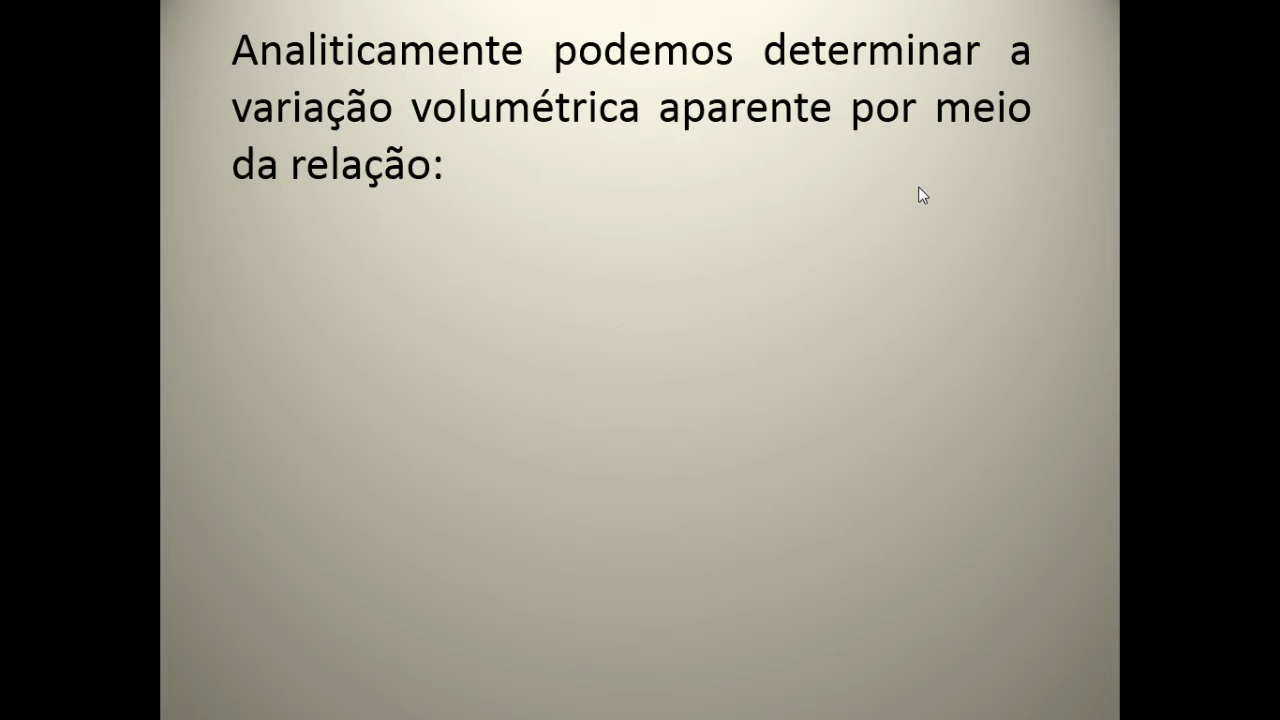 Analiticamente podemos determinar a
variação volumétrica aparente por meio
da relação: